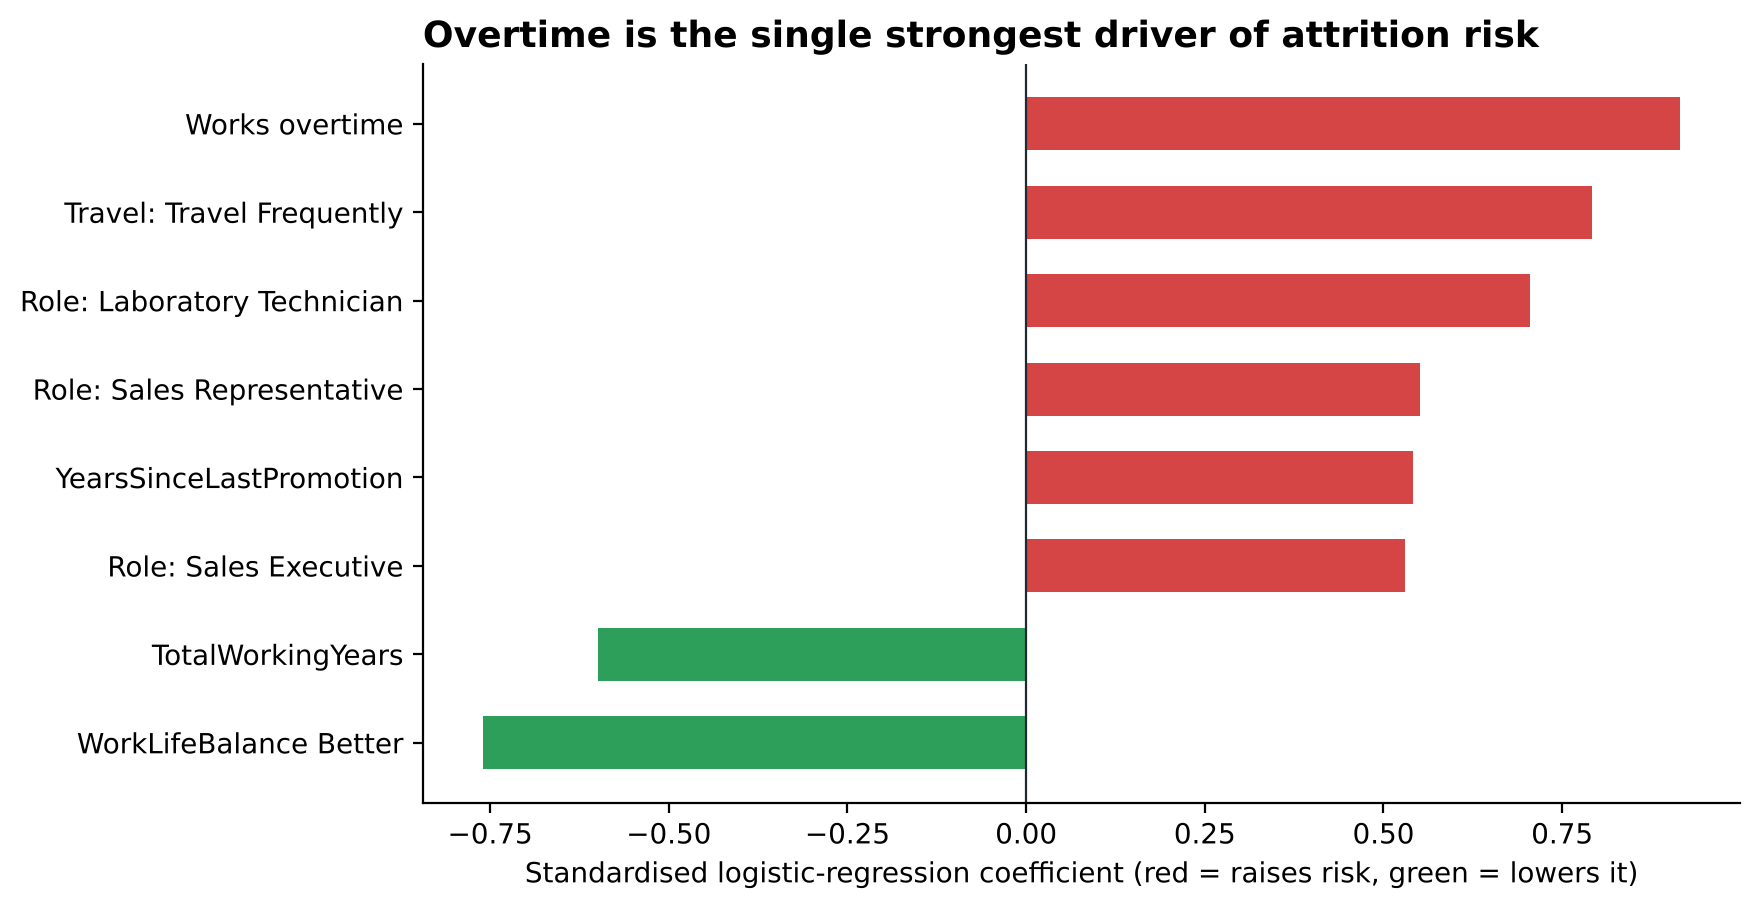 Overtime is the single strongest driver of attrition risk
Works overtime
Travel: Travel Frequently
Role: Laboratory Technician
Role: Sales Representative
YearsSinceLastPromotion
Role: Sales Executive
TotalWorkingYears
WorkLifeBalance Better
−0.75 −0.50 −0.25 0.00 0.25 0.50 0.75
Standardised logistic-regression coefficient (red = raises risk, green = lowers it)